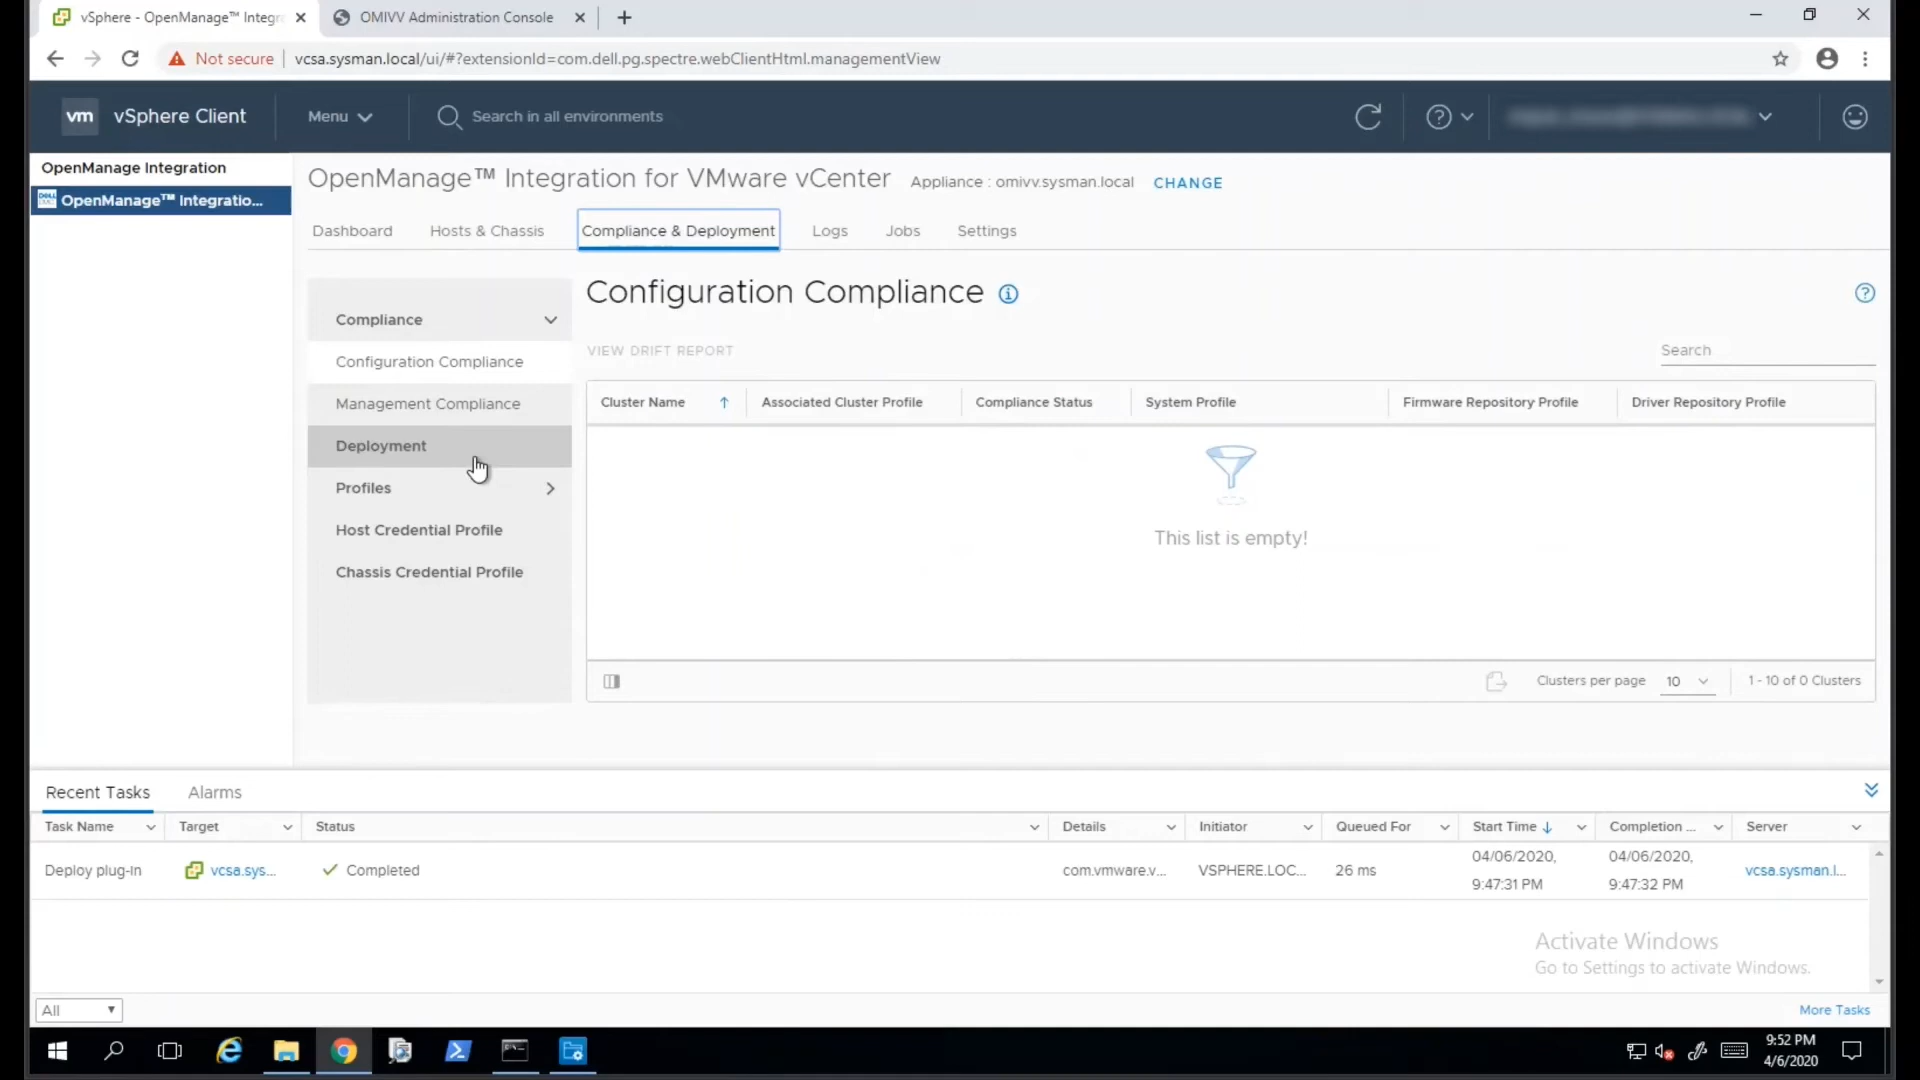 vSphere - OpenManage™ Integr
OMIVV Administration Console
Not secure
vcsa.sysman.local/ui/#?extensionId=com.dell.pg.spectre.webClientHtml.managementView
vm
vSphere Client
Menu
Search in all environments
OpenManage Integration
OpenManage™ Integratio...
OpenManage™ Integration for VMware vCenter
Appliance : omivv.sysman.local
CHANGE
Dashboard
Hosts & Chassis
Compliance & Deployment
Logs
Jobs
Settings
Compliance
Configuration Compliance
Management Compliance
Deployment
Profiles
Host Credential Profile
Chassis Credential Profile
Configuration Compliance
VIEW DRIFT REPORT
Search
Cluster Name
Associated Cluster Profile
Compliance Status
System Profile
Firmware Repository Profile
Driver Repository Profile
This list is empty!
Clusters per page
10
1 - 10 of 0 Clusters
Recent Tasks
Alarms
Task Name
Target
Status
Details
Initiator
Queued For
Start Time
Completion ...
Server
Deploy plug-in
vcsa.sys...
Completed
com.vmware.v...
VSPHERE.LOC...
26 ms
04/06/2020,
9:47:31 PM
04/06/2020,
9:47:32 PM
vcsa.sysman.l...
Activate Windows
Go to Settings to activate Windows.
All
More Tasks
9:52 PM
4/6/2020